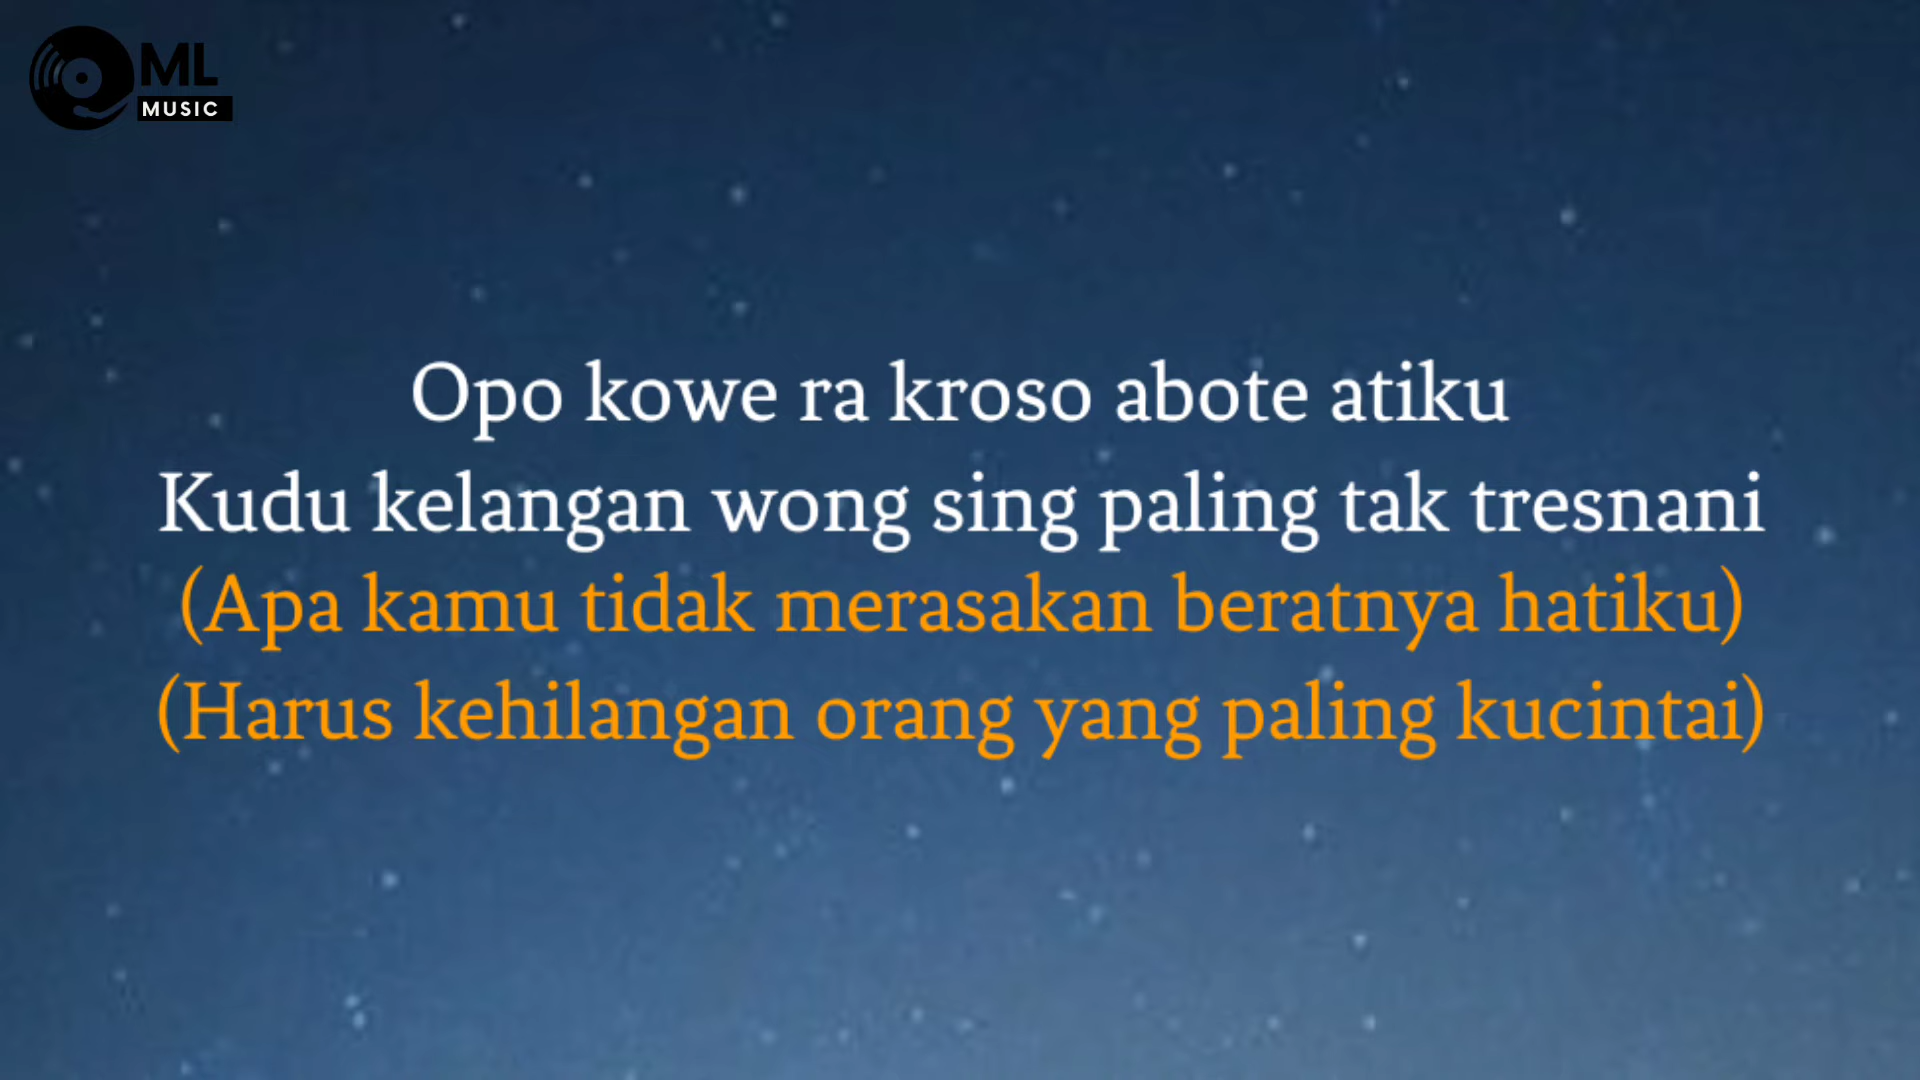 ML
MUSIC
Opo kowe ra kroso abote atiku
Kudu kelangan wong sing paling tak tresnani
(Apa kamu tidak merasakan beratnya hatiku)
(Harus kehilangan orang yang paling kucintai)